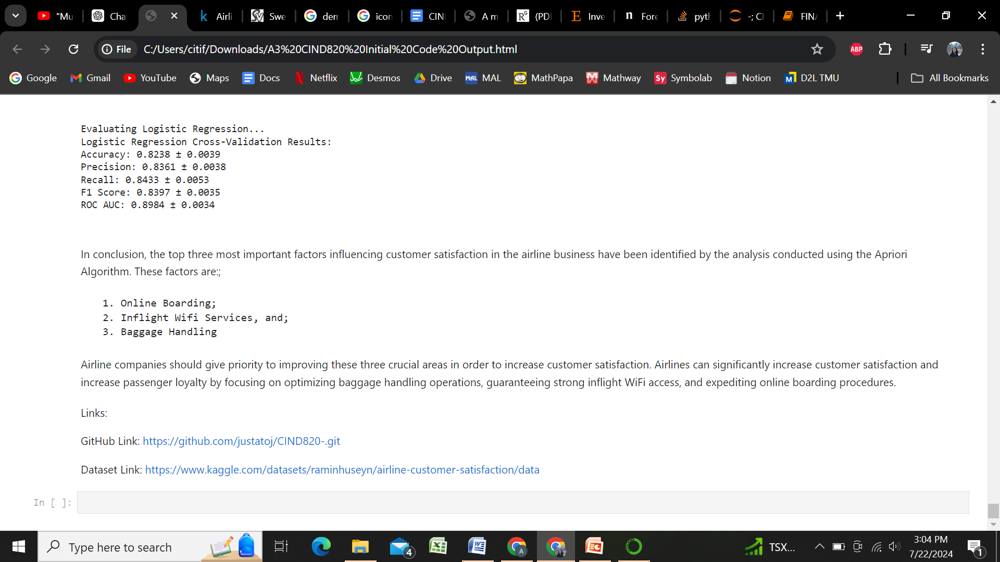 "Mu
Cha
Airli
Swe
den
icon
CIN
A m
(PD
Inve
Fore
pyth
-; Cl
FINA
File
C:/Users/citif/Downloads/A3%20CIND820%20Initial%20Code%20Output.html
ABP
Google
Gmail
YouTube
Maps
Docs
Netflix
Desmos
Drive
MAL MAL
MathPapa
Mathway
Sy Symbolab
Notion
D2L TMU
All Bookmarks
Evaluating Logistic Regression...
Logistic Regression Cross-Validation Results:
Accuracy: 0.8238 ± 0.0039
Precision: 0.8361 ± 0.0038
Recall: 0.8433 ± 0.0053
F1 Score: 0.8397 ± 0.0035
ROC AUC: 0.8984 ± 0.0034
In conclusion, the top three most important factors influencing customer satisfaction in the airline business have been identified by the analysis conducted using the Apriori
Algorithm. These factors are:;
1. Online Boarding;
2. Inflight Wifi Services, and;
3. Baggage Handling
Airline companies should give priority to improving these three crucial areas in order to increase customer satisfaction. Airlines can significantly increase customer satisfaction and
increase passenger loyalty by focusing on optimizing baggage handling operations, guaranteeing strong inflight WiFi access, and expediting online boarding procedures.
Links:
GitHub Link: https://github.com/justatoj/CIND820-.git
Dataset Link: https://www.kaggle.com/datasets/raminhuseyn/airline-customer-satisfaction/data
In [ ]:
Type here to search
4
A
TSX...
3:04 PM
7/22/2024
1